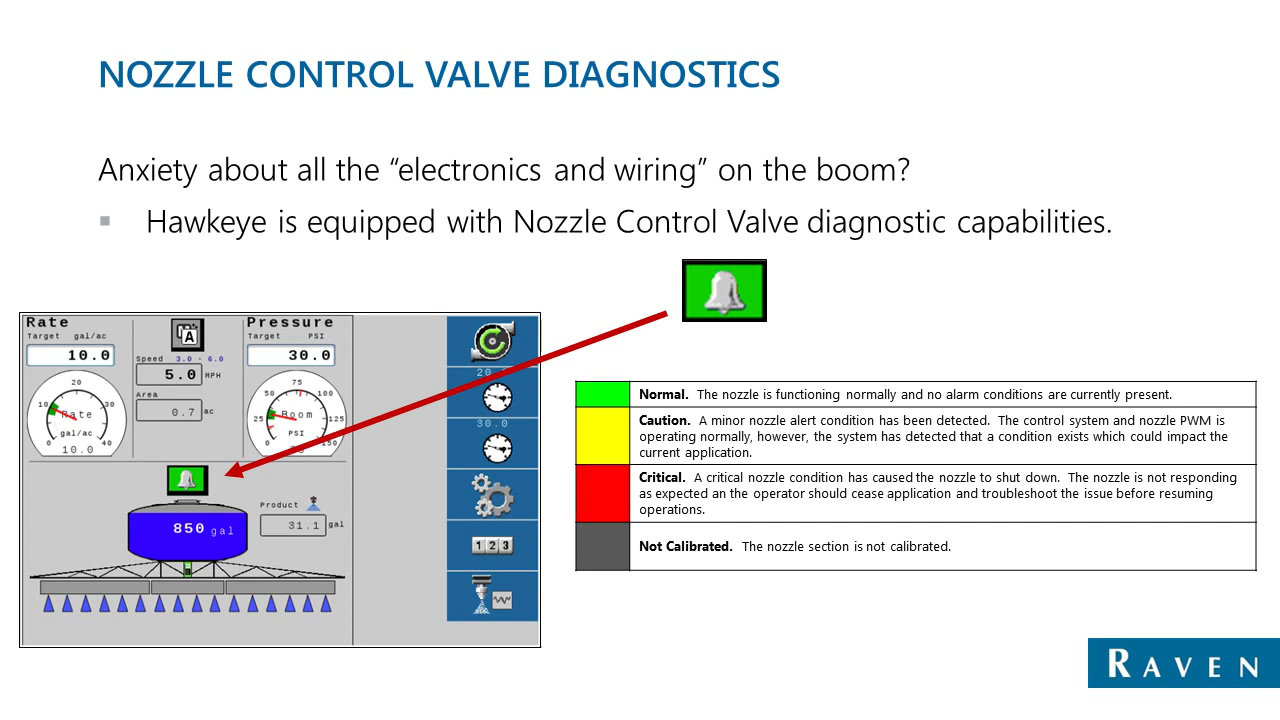 NOZZLE CONTROL VALVE DIAGNOSTICS
Anxiety about all the “electronics and wiring” on the boom?
▪ Hawkeye is equipped with Nozzle Control Valve diagnostic capabilities.
Rate
Target gal/ac
10.0
A
Speed 3.0 - 6.0
5.0 MPH
Area
0.7 ac
Pressure
Target PSI
30.0
0 10 20 30 40
Rate
gal/ac
10.0
0 25 50 75 100 125 150
Boom
PSI
30.0
1 2 3
850 gal
Product
31.1 gal
Normal. The nozzle is functioning normally and no alarm conditions are currently present.
Caution. A minor nozzle alert condition has been detected. The control system and nozzle PWM is
operating normally, however, the system has detected that a condition exists which could impact the
current application.
Critical. A critical nozzle condition has caused the nozzle to shut down. The nozzle is not responding
as expected an the operator should cease application and troubleshoot the issue before resuming
operations.
Not Calibrated. The nozzle section is not calibrated.
RAVEN